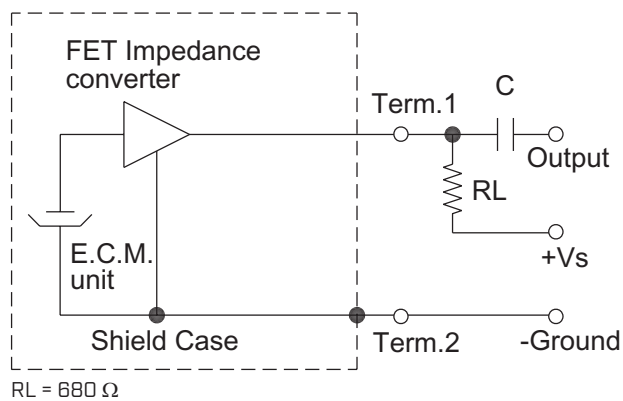 FET Impedance
converter
Term.1
C
Output
RL
+Vs
E.C.M.
unit
Shield Case
Term.2
-Ground
RL = 680 Ω